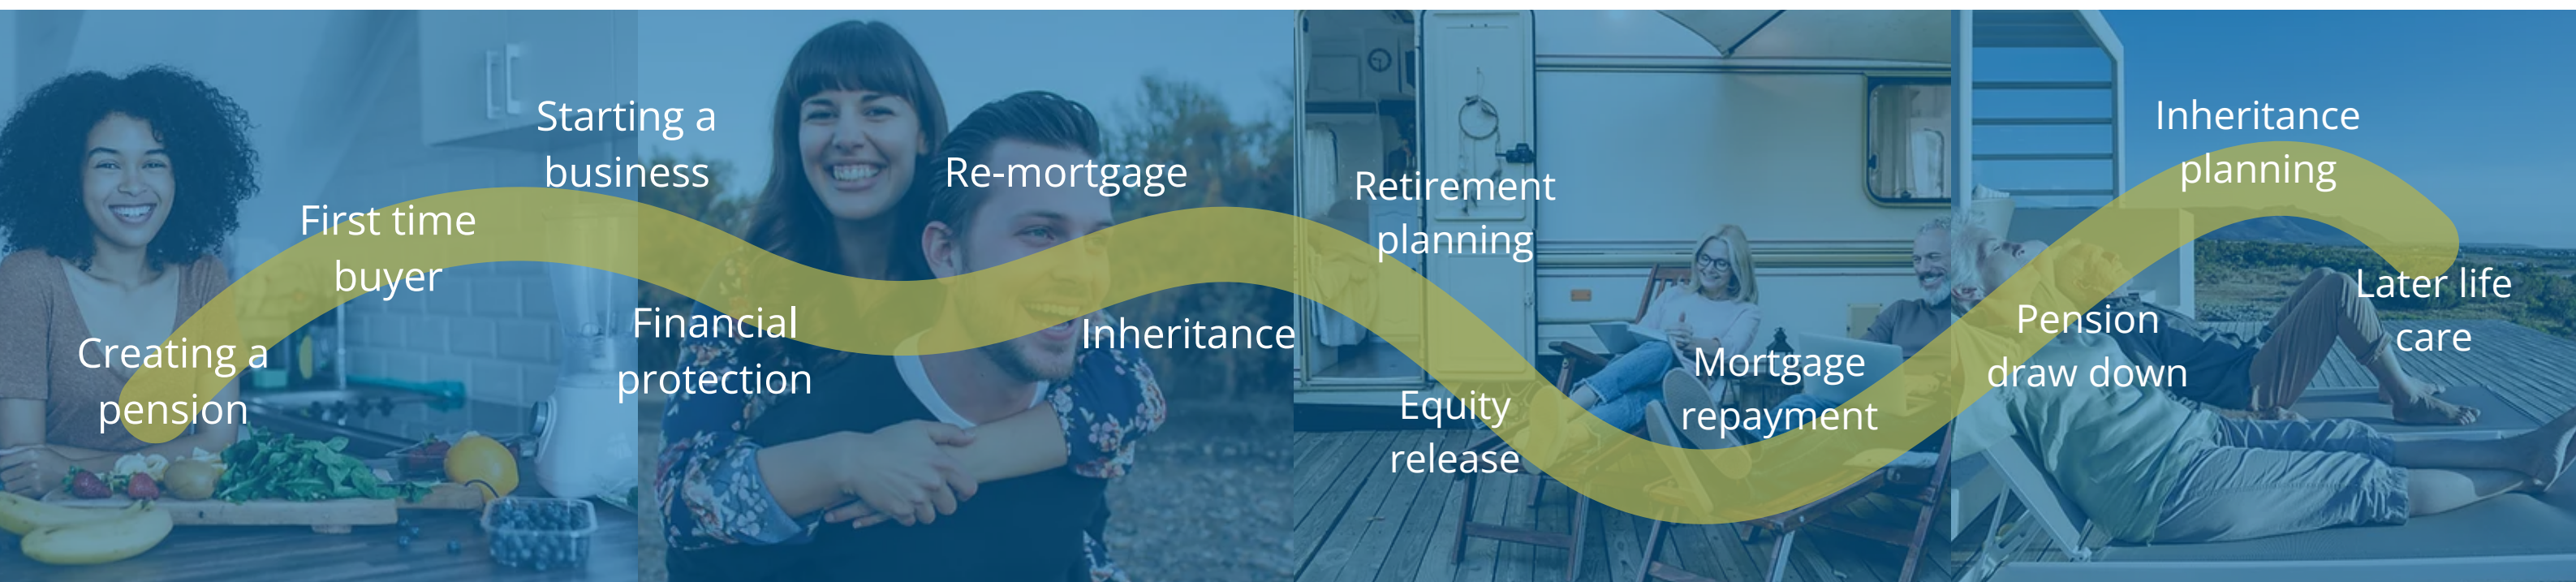 Creating a
pension
First time
buyer
Starting a
business
Financial
protection
Re-mortgage
Inheritance
Retirement
planning
Equity
release
Mortgage
repayment
Pension
draw down
Inheritance
planning
Later life
care